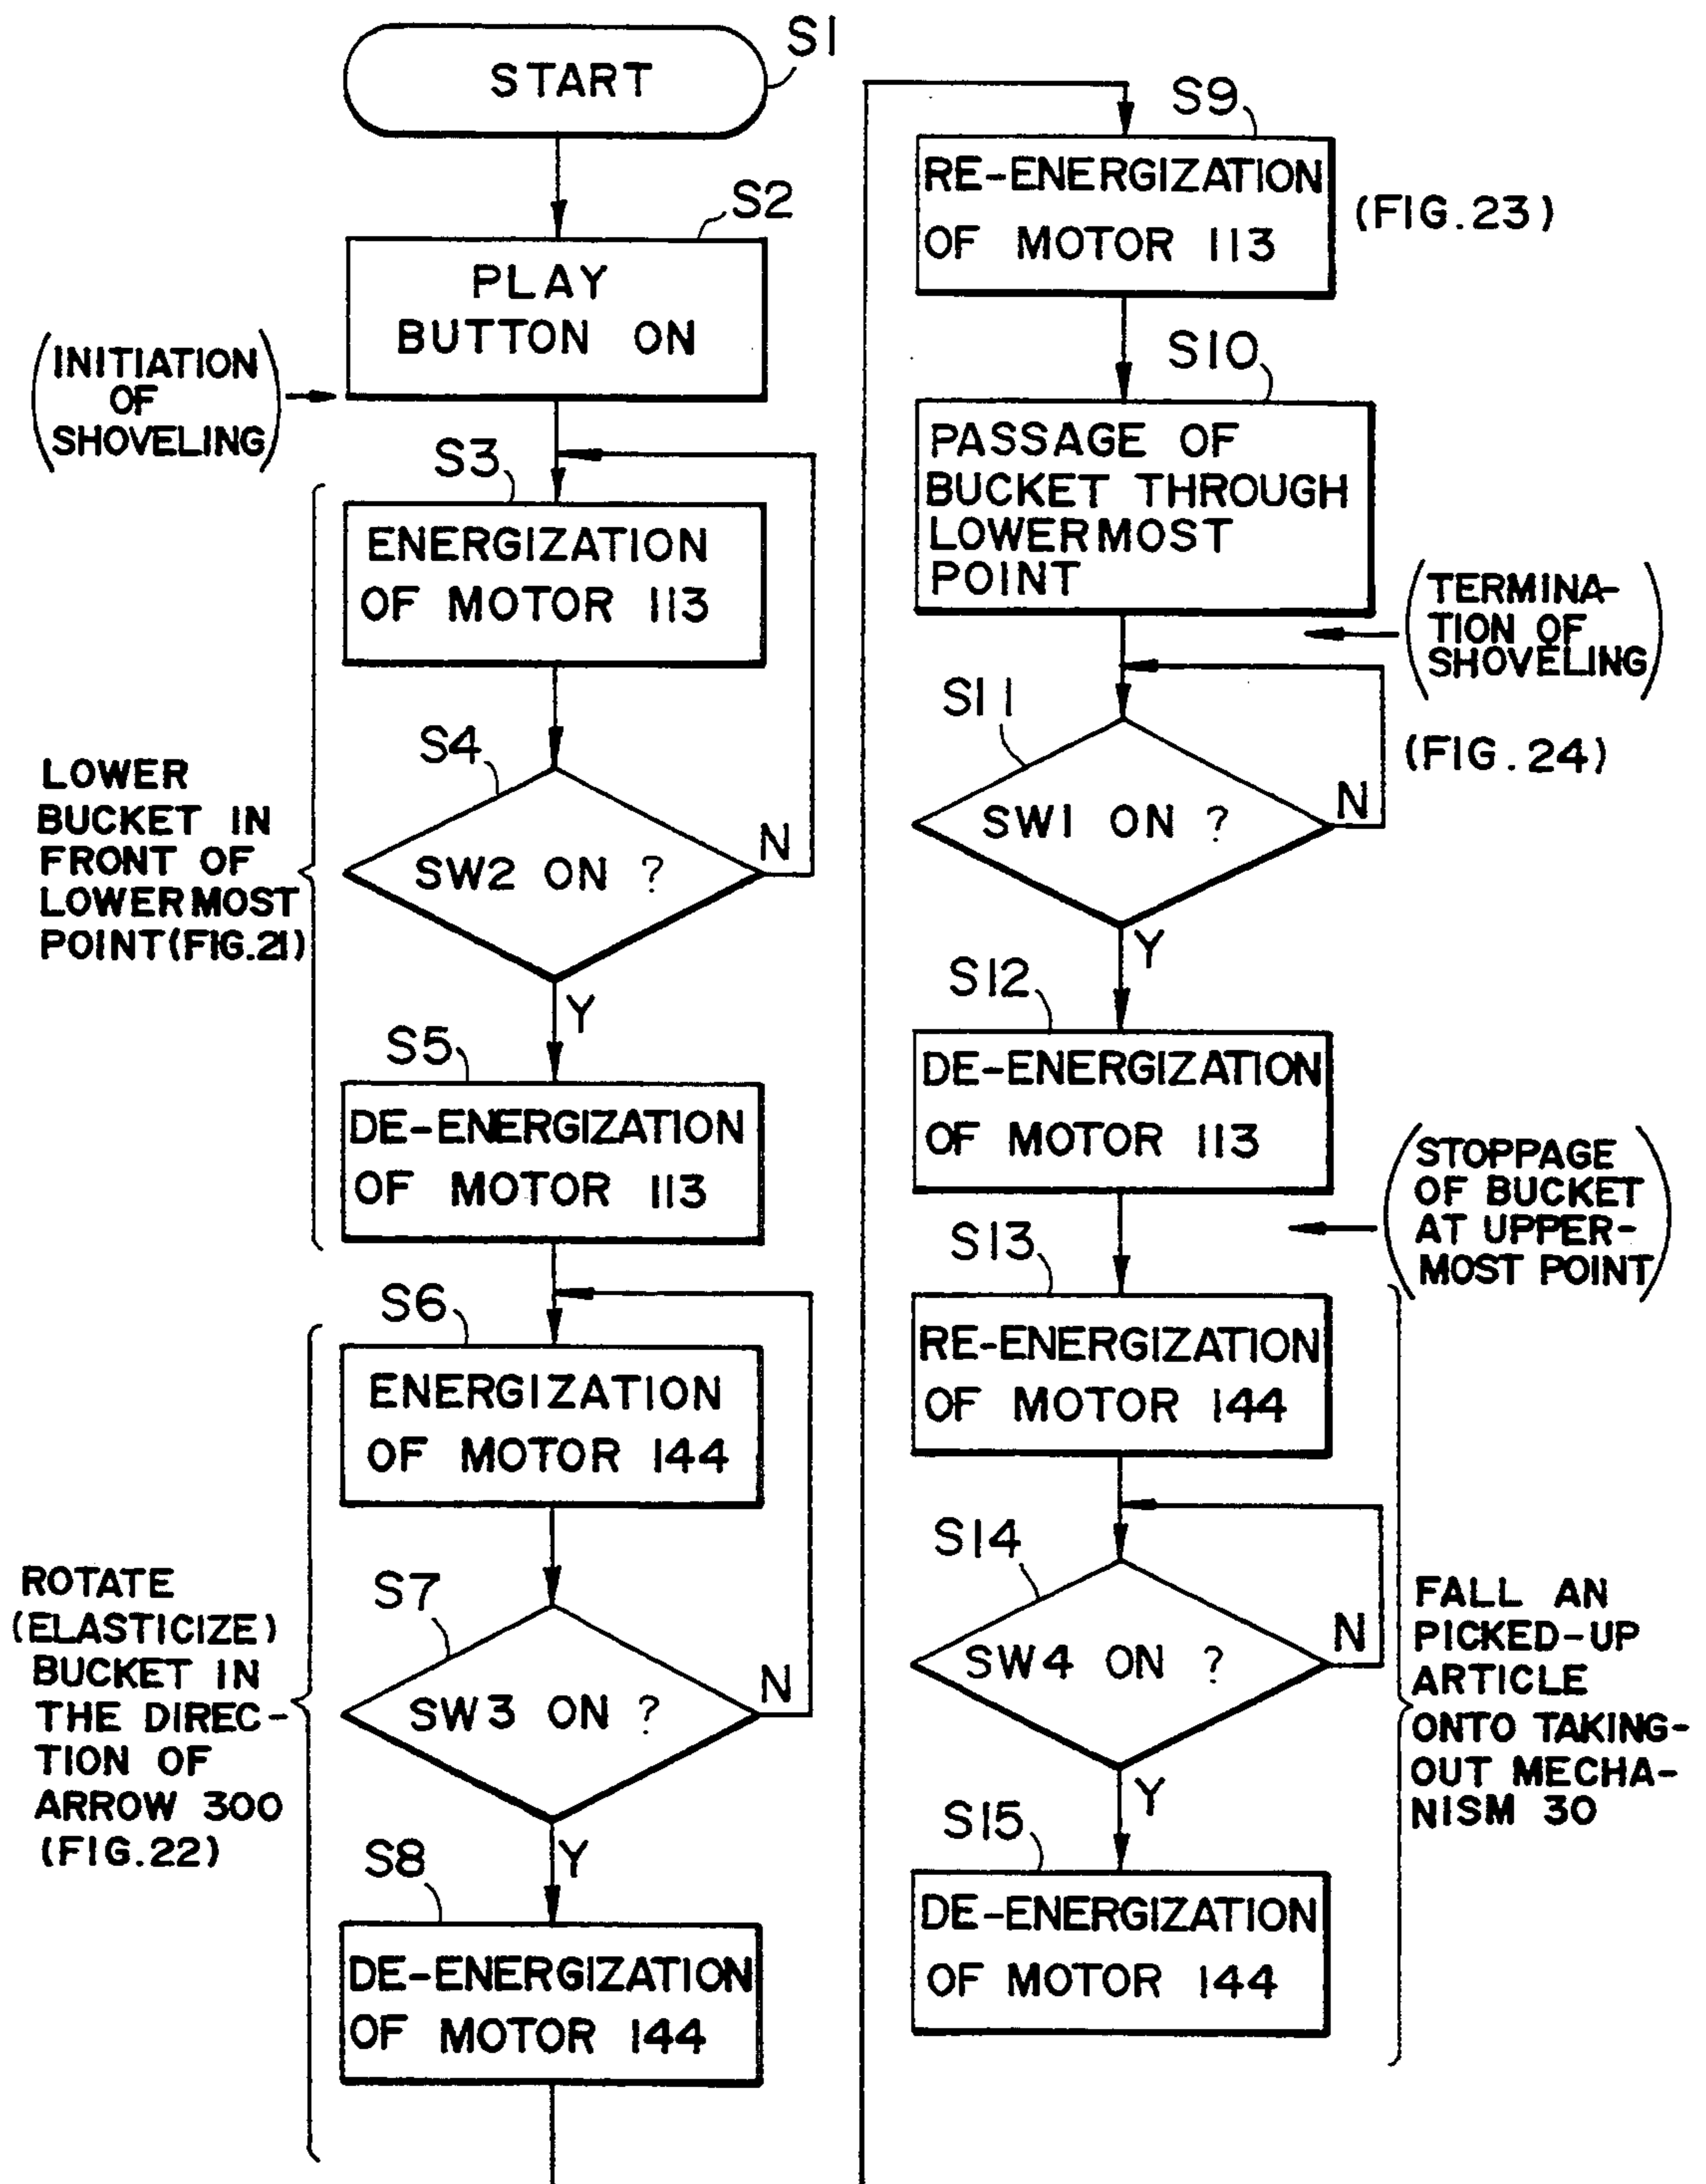 START
S1
S2
PLAY
BUTTON ON
(INITIATION
OF
SHOVELING)
S3
ENERGIZATION
OF MOTOR 113
S4
SW2 ON ?
N
Y
LOWER
BUCKET IN
FRONT OF
LOWERMOST
POINT (FIG.21)
S5
DE-ENERGIZATION
OF MOTOR 113
S6
ENERGIZATION
OF MOTOR 144
S7
SW3 ON ?
N
Y
ROTATE
(ELASTICIZE)
BUCKET IN
THE DIREC-
TION OF
ARROW 300
(FIG.22)
S8
DE-ENERGIZATION
OF MOTOR 144
S9
RE-ENERGIZATION
OF MOTOR 113
(FIG.23)
S10
PASSAGE OF
BUCKET THROUGH
LOWERMOST
POINT
(TERMINA-
TION OF
SHOVELING)
S11
SW1 ON ?
N
(FIG.24)
Y
S12
DE-ENERGIZATION
OF MOTOR 113
(STOPPAGE
OF BUCKET
AT UPPER-
MOST POINT)
S13
RE-ENERGIZATION
OF MOTOR 144
S14
SW4 ON ?
N
Y
FALL AN
PICKED-UP
ARTICLE
ONTO TAKING-
OUT MECHA-
NISM 30
S15
DE-ENERGIZATION
OF MOTOR 144